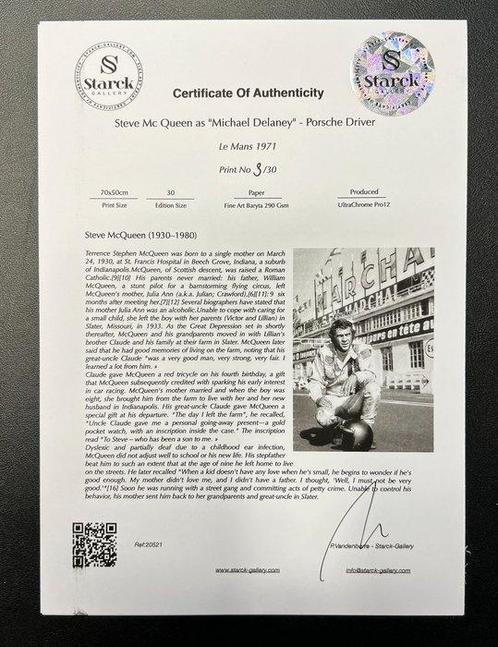 Starck
GALLERY
Starck
GALLERY
Certificate Of Authenticity
Steve Mc Queen as "Michael Delaney" - Porsche Driver
Le Mans 1971
Print No 9/30
70x50cm 30 Paper Produced
Print Size Edition Size Fine Art Baryta 290 Gsm UltraChrome Pro12
Steve McQueen (1930–1980)
Terrence Stephen McQueen was born to a single mother on March
24, 1930, at St. Francis Hospital in Beech Grove, Indiana, a suburb
of Indianapolis.McQueen, of Scottish descent, was raised a Roman
Catholic.[9][10] His parents never married: his father, William
McQueen, a stunt pilot for a barnstorming flying circus, left
McQueen's mother, Julia Ann (a.k.a. Julian; Crawford),[6][11]: 9 six
months after meeting her.[7][12] Several biographers have stated that
his mother Julia Ann was an alcoholic.Unable to cope with caring for
a small child, she left the boy with her parents (Victor and Lillian) in
Slater, Missouri, in 1933. As the Great Depression set in shortly
thereafter, McQueen and his grandparents moved in with Lillian's
brother Claude and his family at their farm in Slater. McQueen later
said that he had good memories of living on the farm, noting that his
great-uncle Claude "was a very good man, very strong, very fair. I
learned a lot from him. »
Claude gave McQueen a red tricycle on his fourth birthday, a gift
that McQueen subsequently credited with sparking his early interest
in car racing. McQueen's mother married and when the boy was
eight, she brought him from the farm to live with her and her new
husband in Indianapolis. His great-uncle Claude gave McQueen a
special gift at his departure. "The day I left the farm", he recalled,
"Uncle Claude gave me a personal going-away present—a gold
pocket watch, with an inscription inside the case." The inscription
read "To Steve – who has been a son to me. »
Dyslexic and partially deaf due to a childhood ear infection,
McQueen did not adjust well to school or his new life. His stepfather
beat him to such an extent that at the age of nine he left home to live
on the streets. He later recalled "When a kid doesn't have any love when he's small, he begins to wonder if he's
good enough. My mother didn't love me, and I didn't have a father. I thought, 'Well, I must not be very
good.'"[16] Soon he was running with a street gang and committing acts of petty crime. Unable to control his
behavior, his mother sent him back to her grandparents and great-uncle in Slater.
Ref:20521
P.Vandenberre - Starck-Gallery
www.starck-gallery.com info@starck-gallery.com